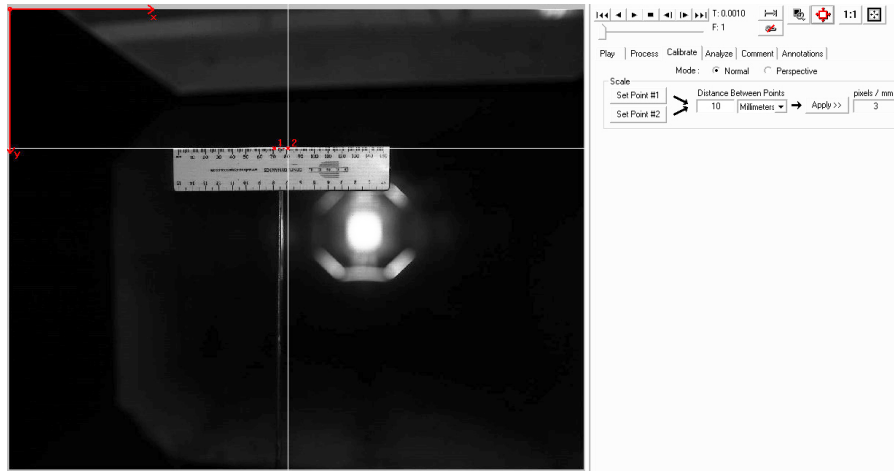 T: 0.0010
F: 1
1:1
Play
Process
Calibrate
Analyze
Comment
Annotations
Mode :
Normal
Perspective
Scale
Set Point #1
Set Point #2
Distance Between Points
10
Millimeters
Apply >>
pixels / mm
3
x
y
1
2